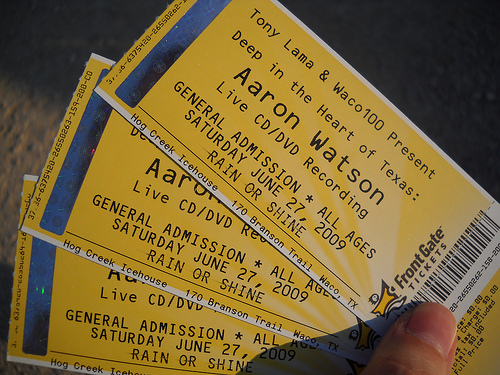 Tony Lama & Waco100 Present
Deep in the Heart of Texas:
Aaron Watson
Live CD/DVD Recording
GENERAL ADMISSION * ALL AGES
SATURDAY JUNE 27, 2009
RAIN OR SHINE
Hog Creek Icehouse 170 Branson Trail, Waco, TX
FrontGate
TICKETS
Aaron
Live CD/DVD Rec
GENERAL ADMISSION * ALL AGES
SATURDAY JUNE 27, 2009
RAIN OR SHINE
Hog Creek Icehouse 170 Branson Trail, Waco, TX
Live CD/DVD
GENERAL ADMISSION * ALL
SATURDAY JUNE 27, 2009
RAIN OR SHINE
Hog Creek Icehouse